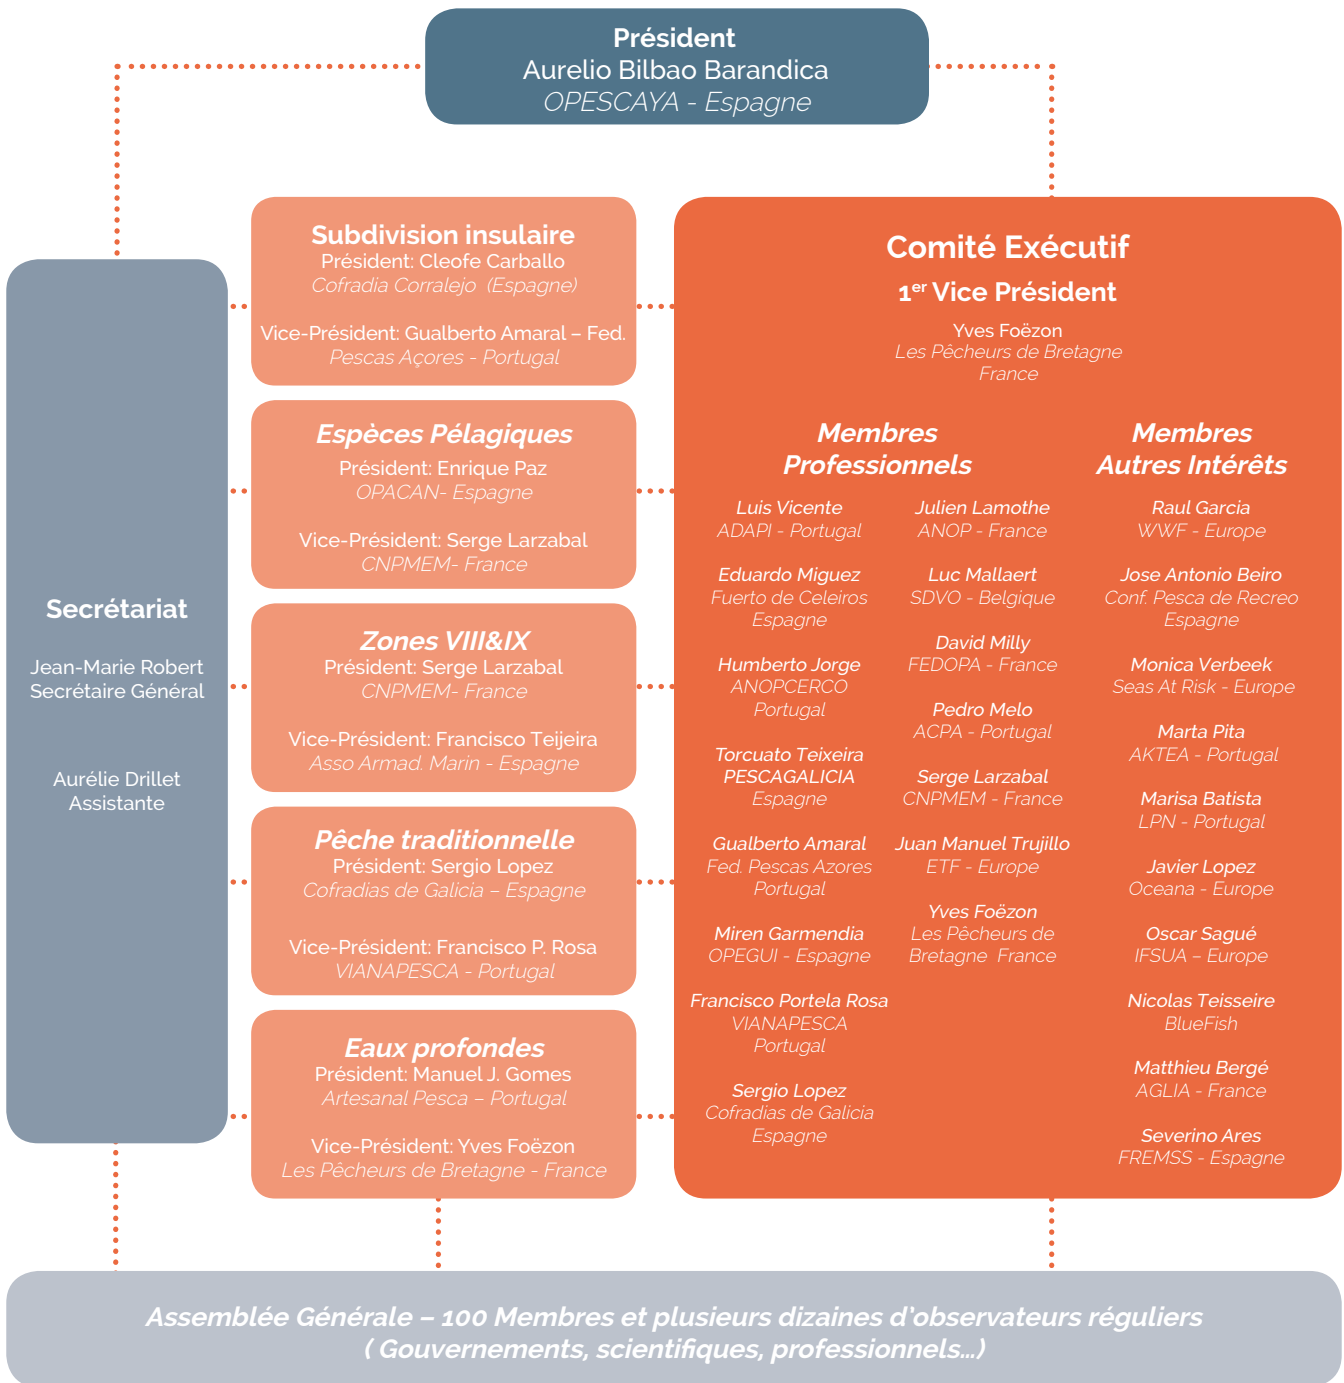 Président
Aurelio Bilbao Barandica
OPESCAYA - Espagne
Secrétariat
Jean-Marie Robert
Secrétaire Général
Aurélie Drillet
Assistante
Subdivision insulaire
Président: Cleofe Carballo
Cofradia Corralejo (Espagne)
Vice-Président: Gualberto Amaral – Fed.
Pescas Açores - Portugal
Espèces Pélagiques
Président: Enrique Paz
OPACAN- Espagne
Vice-Président: Serge Larzabal
CNPMEM- France
Zones VIII&IX
Président: Serge Larzabal
CNPMEM- France
Vice-Président: Francisco Teijeira
Asso Armad. Marin - Espagne
Pêche traditionnelle
Président: Sergio Lopez
Cofradias de Galicia – Espagne
Vice-Président: Francisco P. Rosa
VIANAPESCA - Portugal
Eaux profondes
Président: Manuel J. Gomes
Artesanal Pesca – Portugal
Vice-Président: Yves Foëzon
Les Pêcheurs de Bretagne - France
Comité Exécutif
1er Vice Président
Yves Foëzon
Les Pêcheurs de Bretagne
France
Membres
Professionnels
Luis Vicente
ADAPI - Portugal
Eduardo Miguez
Fuerto de Celeiros
Espagne
Humberto Jorge
ANOPCERCO
Portugal
Torcuato Teixeira
PESCAGALICIA
Espagne
Gualberto Amaral
Fed. Pescas Azores
Portugal
Miren Garmendia
OPEGUI - Espagne
Francisco Portela Rosa
VIANAPESCA
Portugal
Sergio Lopez
Cofradias de Galicia
Espagne
Julien Lamothe
ANOP - France
Luc Mallaert
SDVO - Belgique
David Milly
FEDOPA - France
Pedro Melo
ACPA - Portugal
Serge Larzabal
CNPMEM - France
Juan Manuel Trujillo
ETF - Europe
Yves Foëzon
Les Pêcheurs de
Bretagne France
Membres
Autres Intérêts
Raul Garcia
WWF - Europe
Jose Antonio Beiro
Conf. Pesca de Recreo
Espagne
Monica Verbeek
Seas At Risk - Europe
Marta Pita
AKTEA - Portugal
Marisa Batista
LPN - Portugal
Javier Lopez
Oceana - Europe
Oscar Sagué
IFSUA – Europe
Nicolas Teisseire
BlueFish
Matthieu Bergé
AGLIA - France
Severino Ares
FREMSS - Espagne
Assemblée Générale – 100 Membres et plusieurs dizaines d'observateurs réguliers
( Gouvernements, scientifiques, professionnels...)